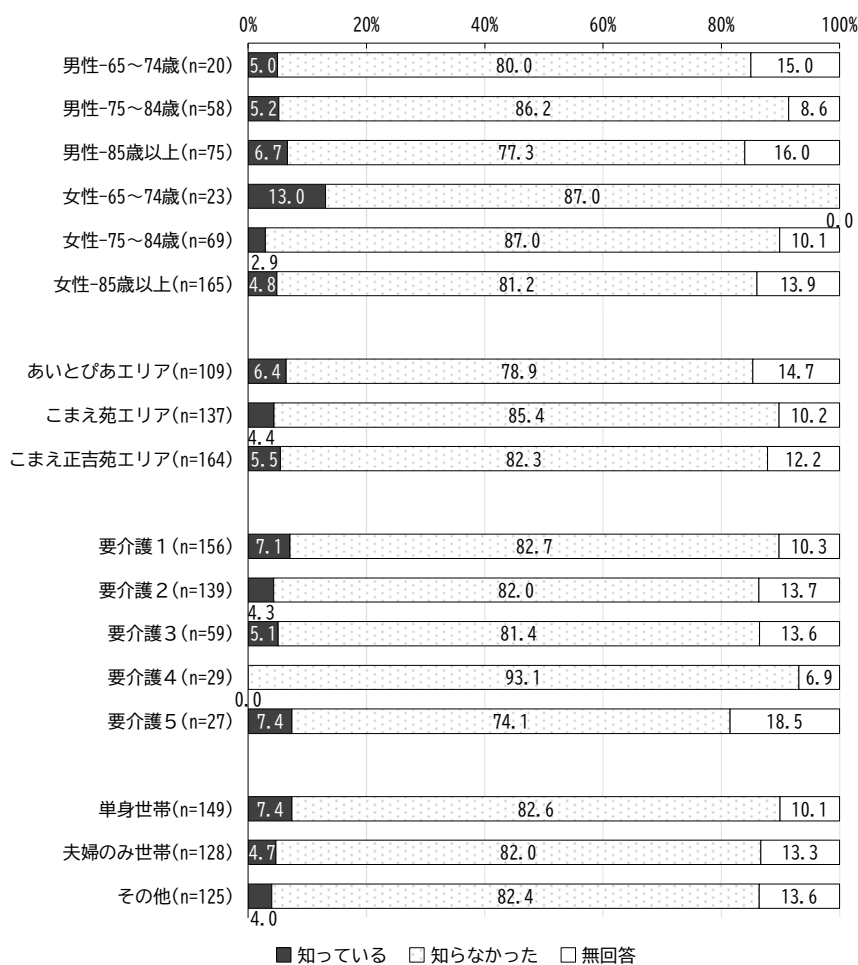 0% 20% 40% 60% 80% 100%
男性-65～74歳(n=20) 5.0 80.0 15.0
男性-75～84歳(n=58) 5.2 86.2 8.6
男性-85歳以上(n=75) 6.7 77.3 16.0
女性-65～74歳(n=23) 13.0 87.0 0.0
女性-75～84歳(n=69) 2.9 87.0 10.1
女性-85歳以上(n=165) 4.8 81.2 13.9
あいとぴあエリア(n=109) 6.4 78.9 14.7
こまえ苑エリア(n=137) 4.4 85.4 10.2
こまえ正吉苑エリア(n=164) 5.5 82.3 12.2
要介護１(n=156) 7.1 82.7 10.3
要介護２(n=139) 4.3 82.0 13.7
要介護３(n=59) 5.1 81.4 13.6
要介護４(n=29) 0.0 93.1 6.9
要介護５(n=27) 7.4 74.1 18.5
単身世帯(n=149) 7.4 82.6 10.1
夫婦のみ世帯(n=128) 4.7 82.0 13.3
その他(n=125) 4.0 82.4 13.6
知っている 知らなかった 無回答